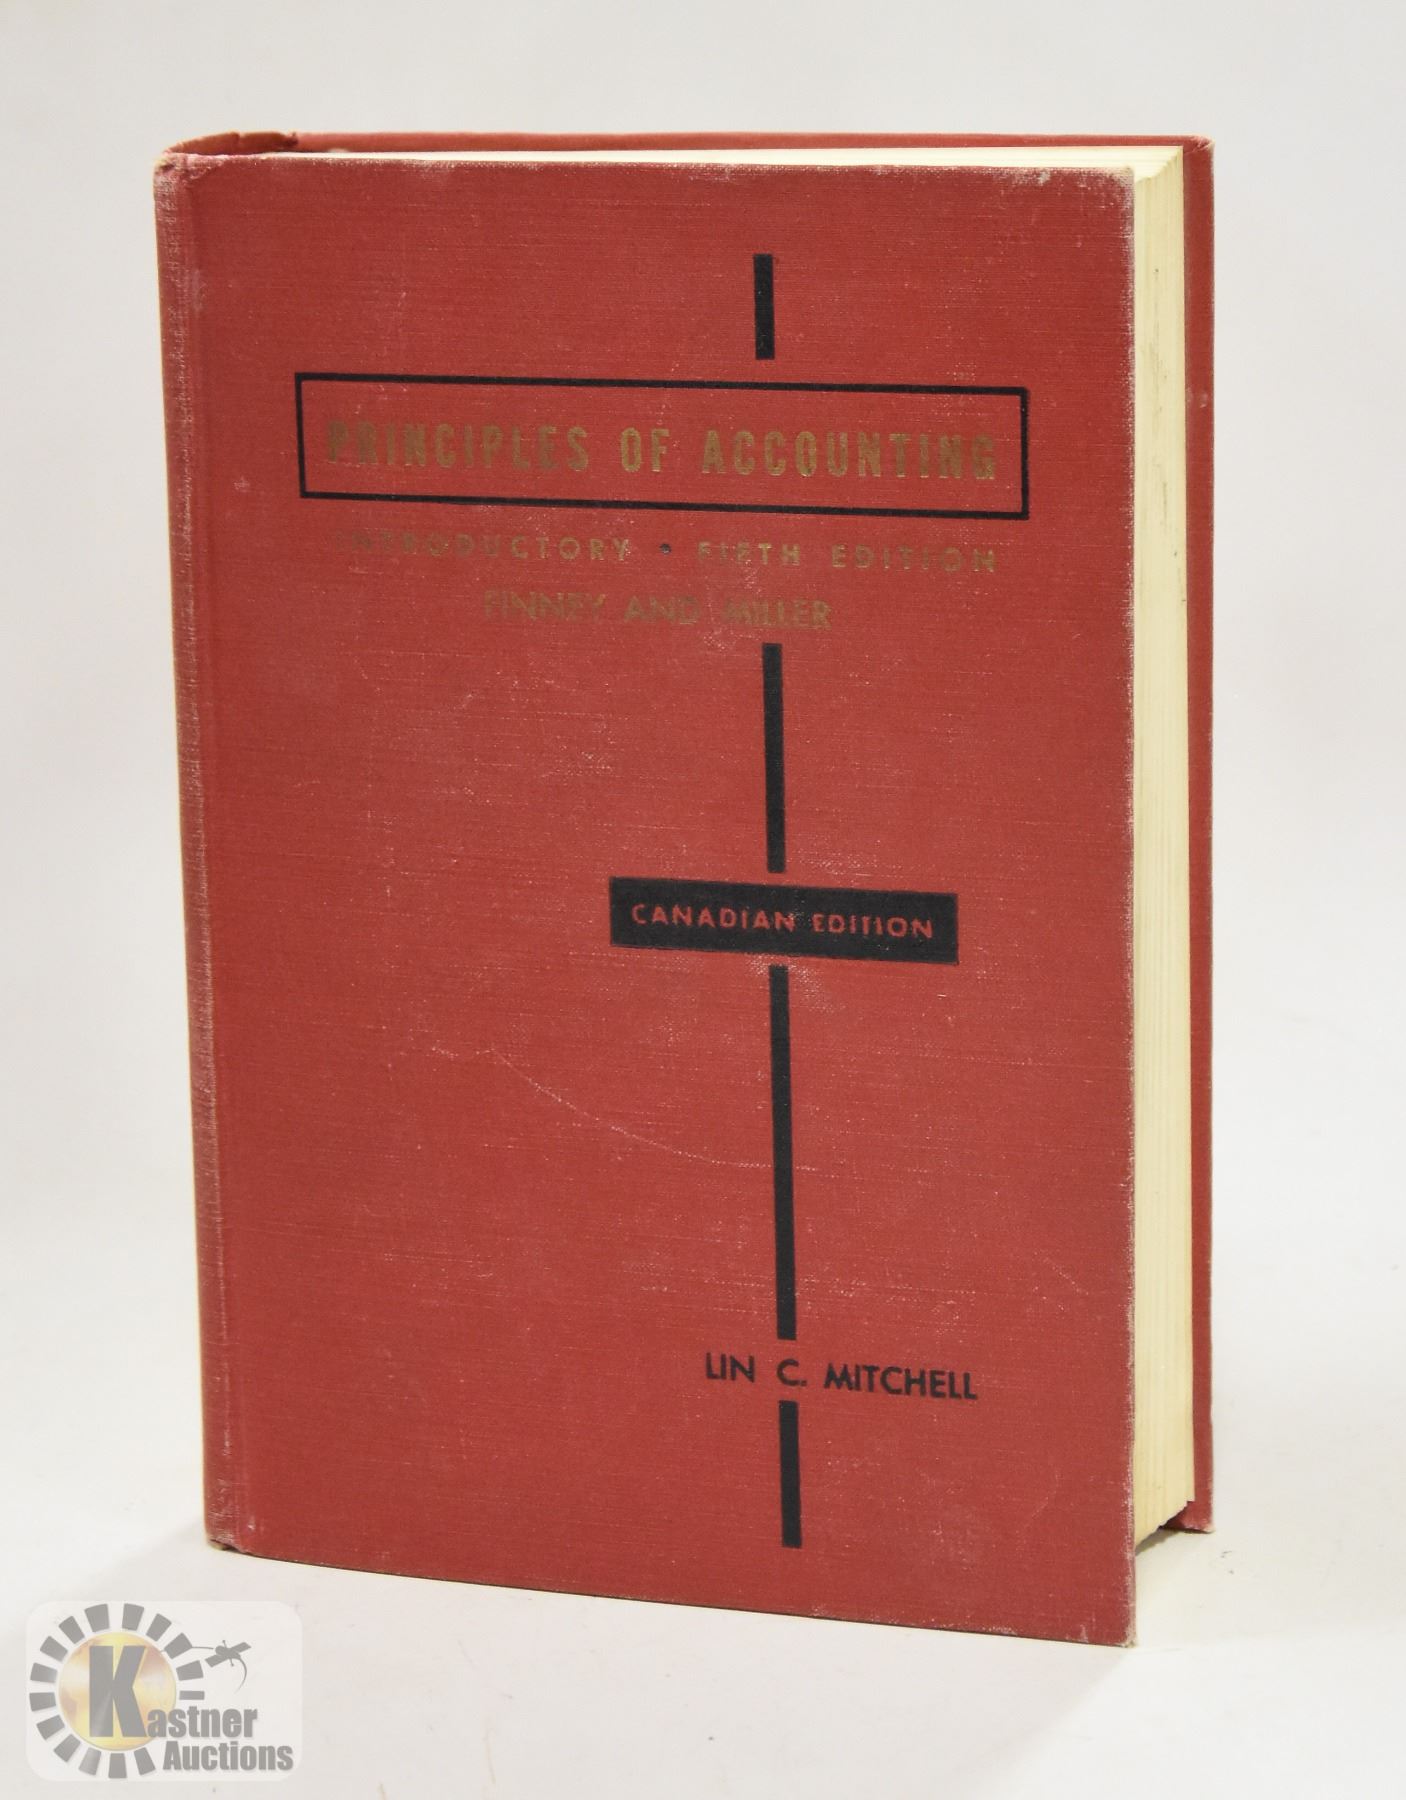 PRINCIPLES OF ACCOUNTING
INTRODUCTORY • FIFTH EDITION
FINNEY AND MILLER
CANADIAN EDITION
LIN C. MITCHELL
Kastner
Auctions